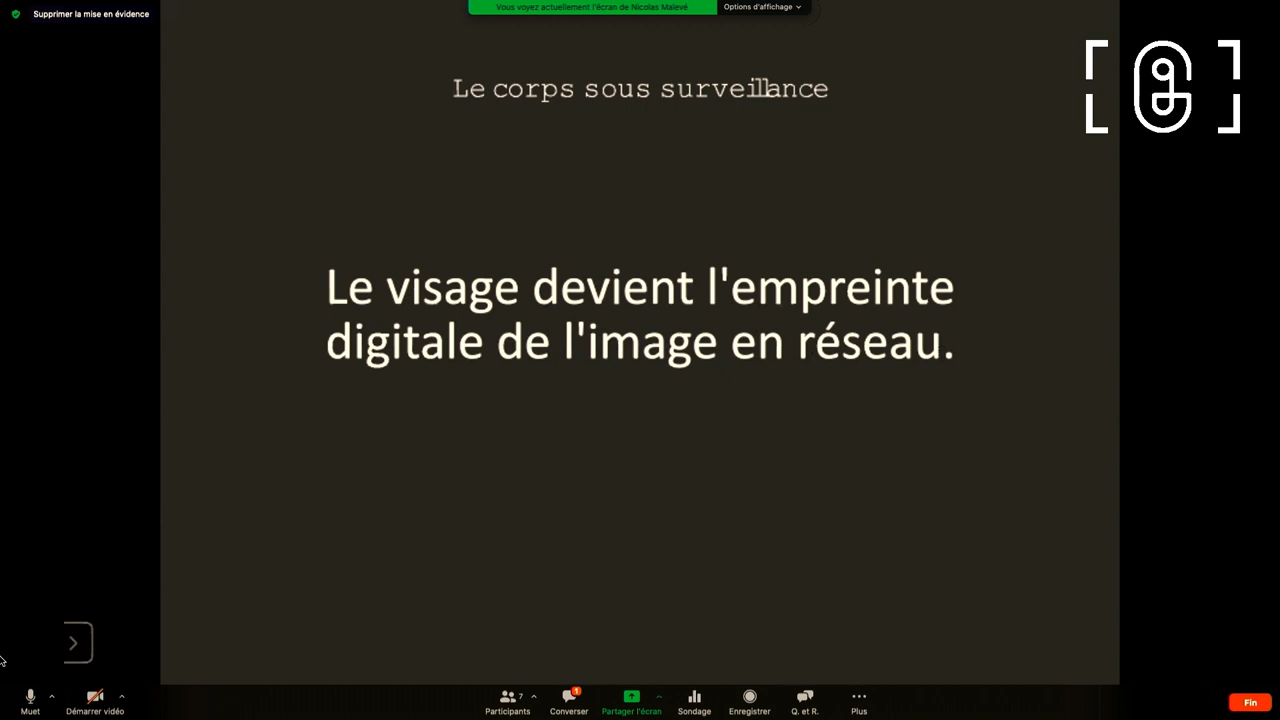 Supprimer la mise en évidence
Vous voyez actuellement l'écran de Nicolas Malevé
Options d'affichage
Le corps sous surveillance
Le visage devient l'empreinte
digitale de l'image en réseau.
Muet
Démarrer vidéo
Participants
7
Converser
1
Partager l'écran
Sondage
Enregistrer
Q. et R.
Plus
Fin